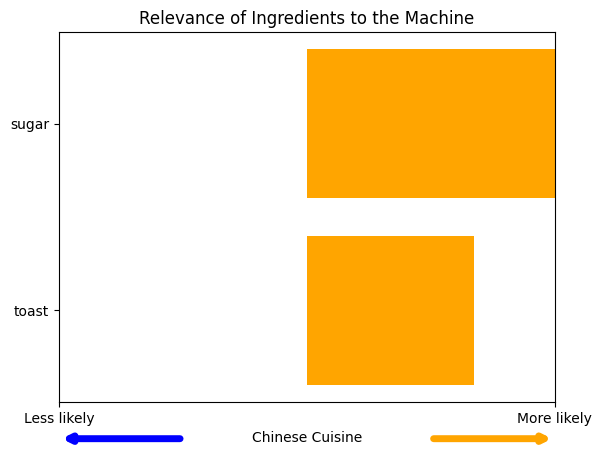 Relevance of Ingredients to the Machine
sugar
toast
Less likely
More likely
Chinese Cuisine